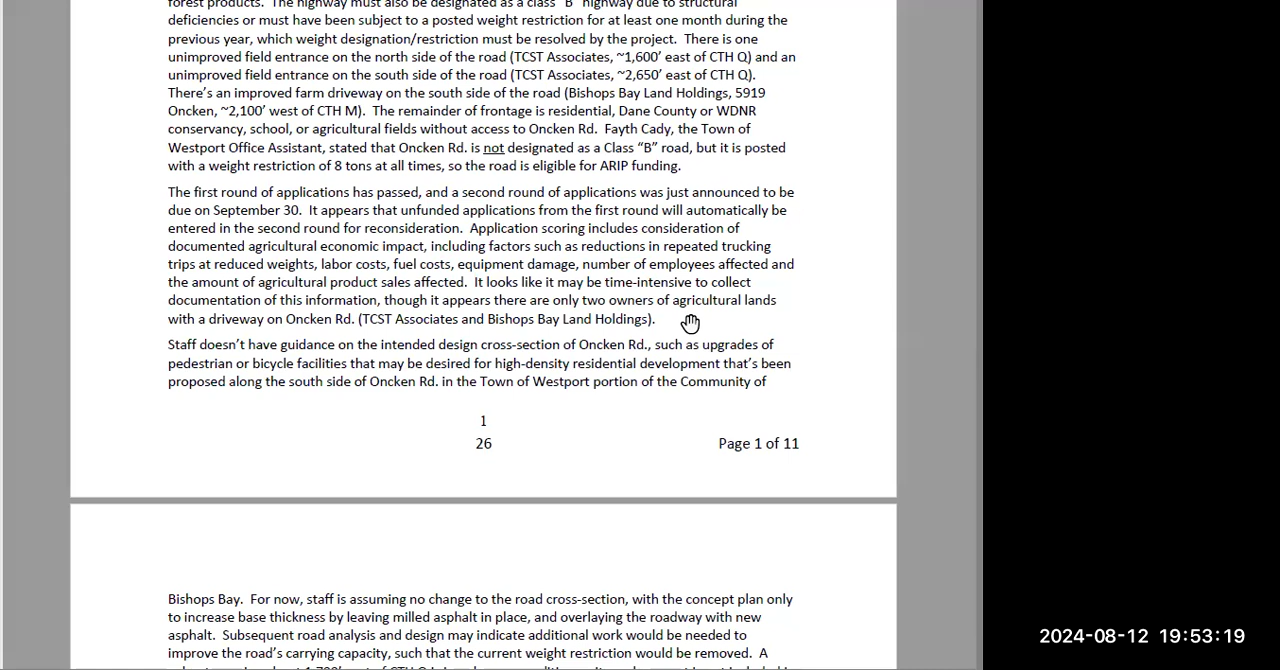 forest products. The highway must also be designated as a class “B” highway due to structural
deficiencies or must have been subject to a posted weight restriction for at least one month during the
previous year, which weight designation/restriction must be resolved by the project. There is one
unimproved field entrance on the north side of the road (TCST Associates, ~1,600’ east of CTH Q) and an
unimproved field entrance on the south side of the road (TCST Associates, ~2,650’ east of CTH Q).
There’s an improved farm driveway on the south side of the road (Bishops Bay Land Holdings, 5919
Oncken, ~2,100’ west of CTH M). The remainder of frontage is residential, Dane County or WDNR
conservancy, school, or agricultural fields without access to Oncken Rd. Fayth Cady, the Town of
Westport Office Assistant, stated that Oncken Rd. is not designated as a Class “B” road, but it is posted
with a weight restriction of 8 tons at all times, so the road is eligible for ARIP funding.
The first round of applications has passed, and a second round of applications was just announced to be
due on September 30. It appears that unfunded applications from the first round will automatically be
entered in the second round for reconsideration. Application scoring includes consideration of
documented agricultural economic impact, including factors such as reductions in repeated trucking
trips at reduced weights, labor costs, fuel costs, equipment damage, number of employees affected and
the amount of agricultural product sales affected. It looks like it may be time-intensive to collect
documentation of this information, though it appears there are only two owners of agricultural lands
with a driveway on Oncken Rd. (TCST Associates and Bishops Bay Land Holdings).
Staff doesn’t have guidance on the intended design cross-section of Oncken Rd., such as upgrades of
pedestrian or bicycle facilities that may be desired for high-density residential development that’s been
proposed along the south side of Oncken Rd. in the Town of Westport portion of the Community of
1
26
Page 1 of 11
Bishops Bay. For now, staff is assuming no change to the road cross-section, with the concept plan only
to increase base thickness by leaving milled asphalt in place, and overlaying the roadway with new
asphalt. Subsequent road analysis and design may indicate additional work would be needed to
improve the road’s carrying capacity, such that the current weight restriction would be removed. A
2024-08-12 19:53:19